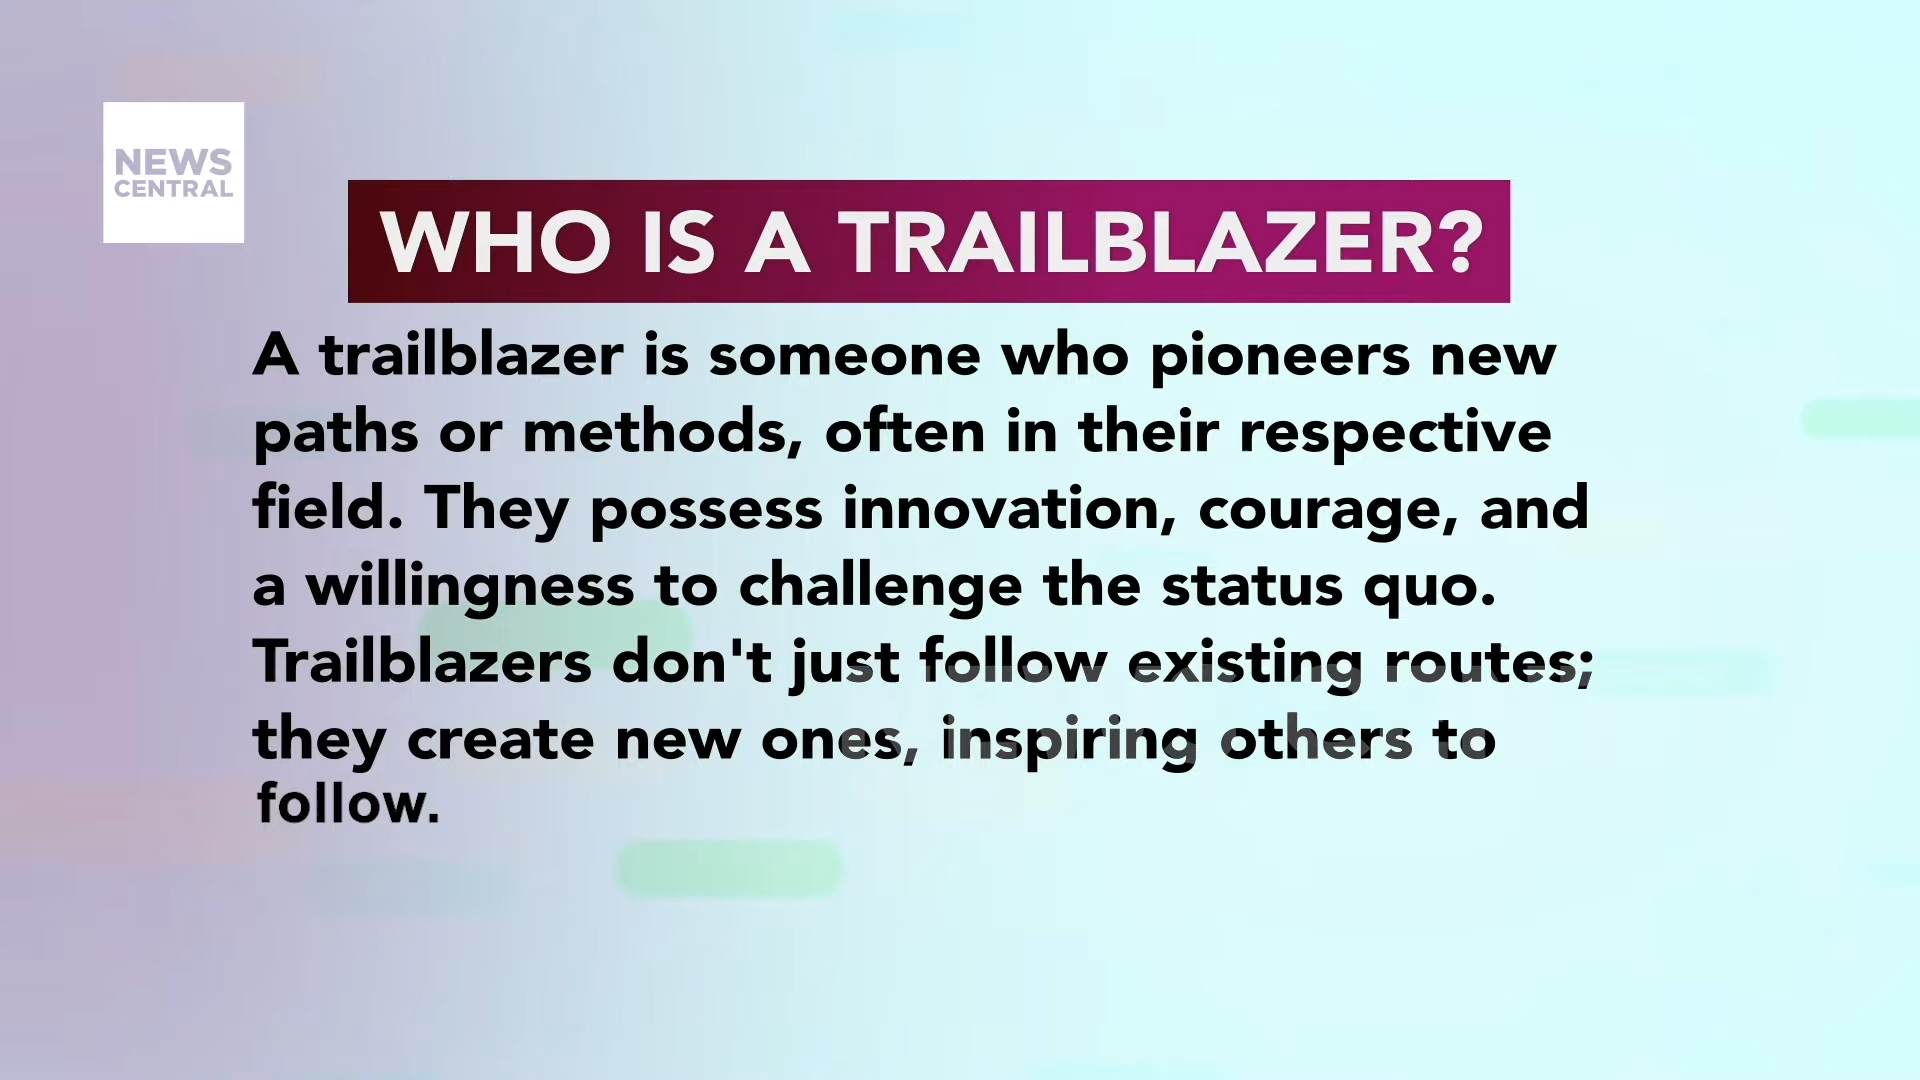 NEWS
CENTRAL
WHO IS A TRAILBLAZER?
A trailblazer is someone who pioneers new
paths or methods, often in their respective
field. They possess innovation, courage, and
a willingness to challenge the status quo.
Trailblazers don't just follow existing routes;
they create new ones, inspiring others to
follow.